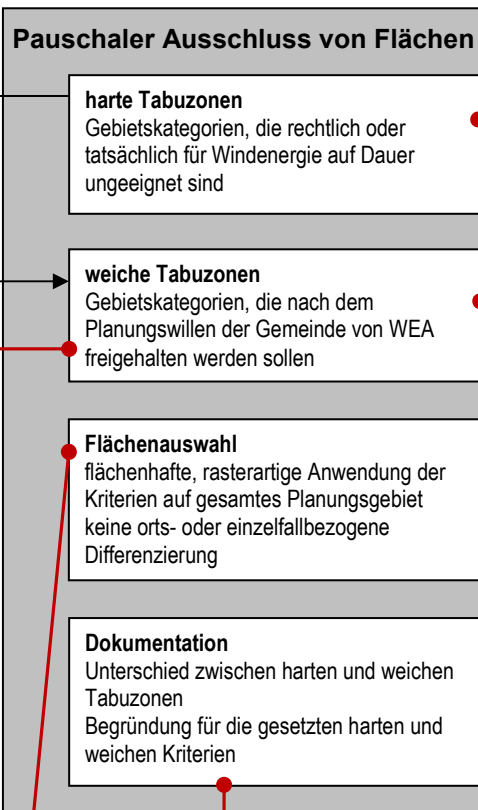 Pauschaler Ausschluss von Flächen
harte Tabuzonen
Gebietskategorien, die rechtlich oder
tatsächlich für Windenergie auf Dauer
ungeeignet sind
weiche Tabuzonen
Gebietskategorien, die nach dem
Planungswillen der Gemeinde von WEA
freigehalten werden sollen
Flächenauswahl
flächenhafte, rasterartige Anwendung der
Kriterien auf gesamtes Planungsgebiet
keine orts- oder einzelfallbezogene
Differenzierung
Dokumentation
Unterschied zwischen harten und weichen
Tabuzonen
Begründung für die gesetzten harten und
weichen Kriterien